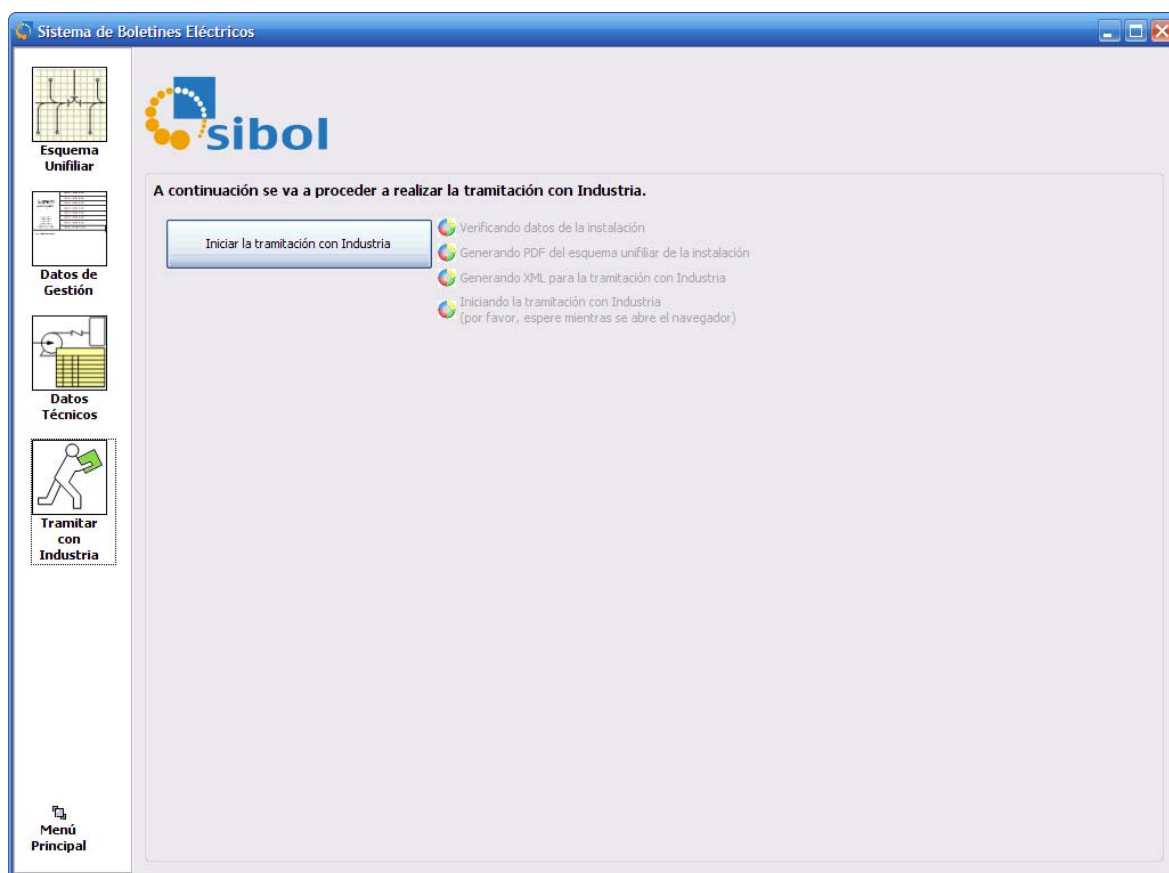 Sistema de Boletines Eléctricos
Esquema
Unifiliar
Datos de
Gestión
Datos
Técnicos
Tramitar
con
Industria
Menú
Principal
sibol
A continuación se va a proceder a realizar la tramitación con Industria.
Iniciar la tramitación con Industria
Verificando datos de la instalación
Generando PDF del esquema unifiliar de la instalación
Generando XML para la tramitación con Industria
Iniciando la tramitación con Industria
(por favor, espere mientras se abre el navegador)